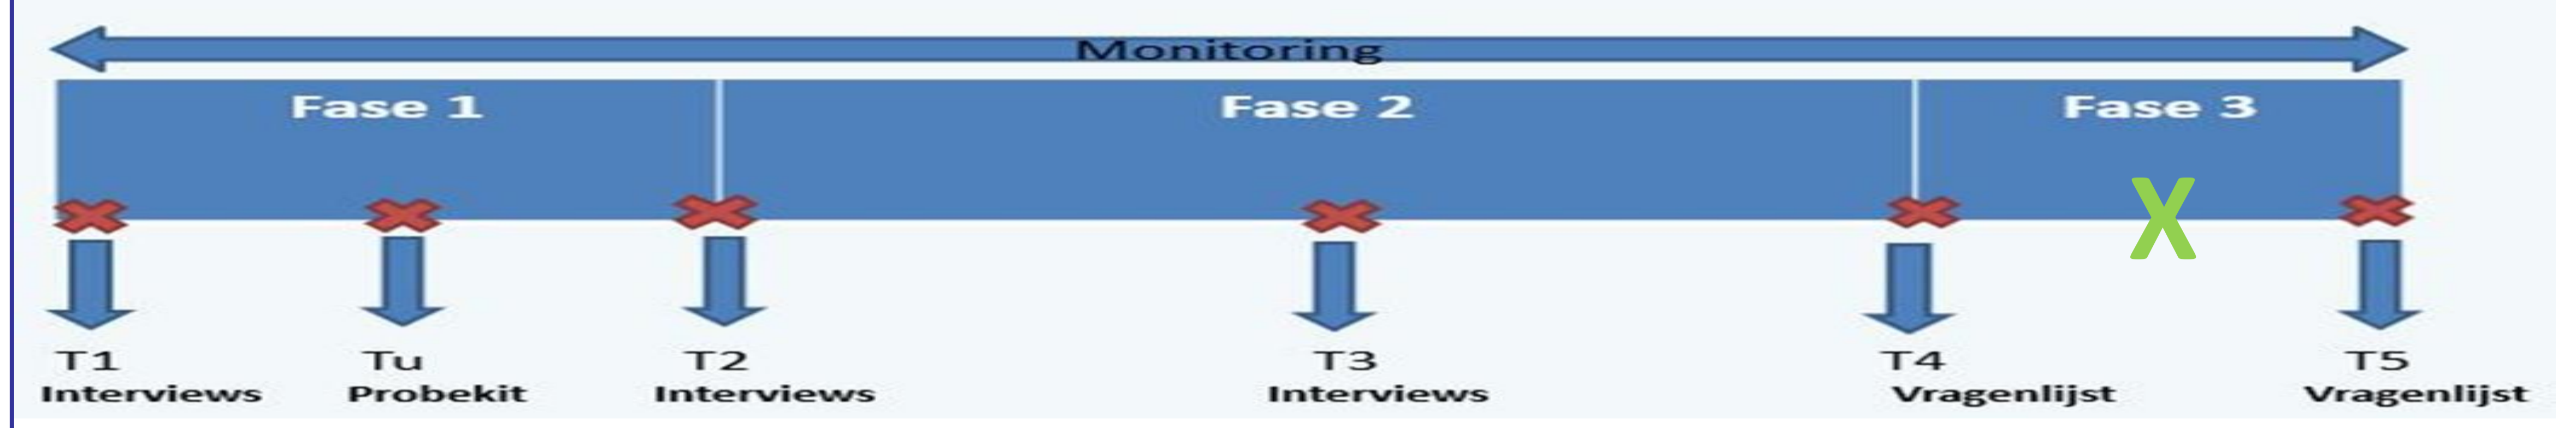 Monitoring
Fase 1 Fase 2 Fase 3
X
T1 Tu T2 T3 T4 T5
Interviews Probekit Interviews Interviews Vragenlijst Vragenlijst